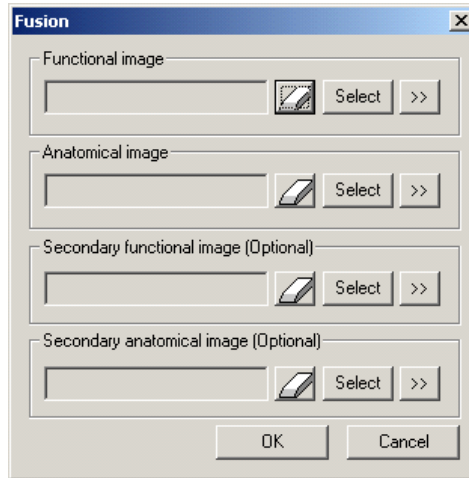 Fusion
Functional image
Select >>
Anatomical image
Select >>
Secondary functional image (Optional)
Select >>
Secondary anatomical image (Optional)
Select >>
OK Cancel